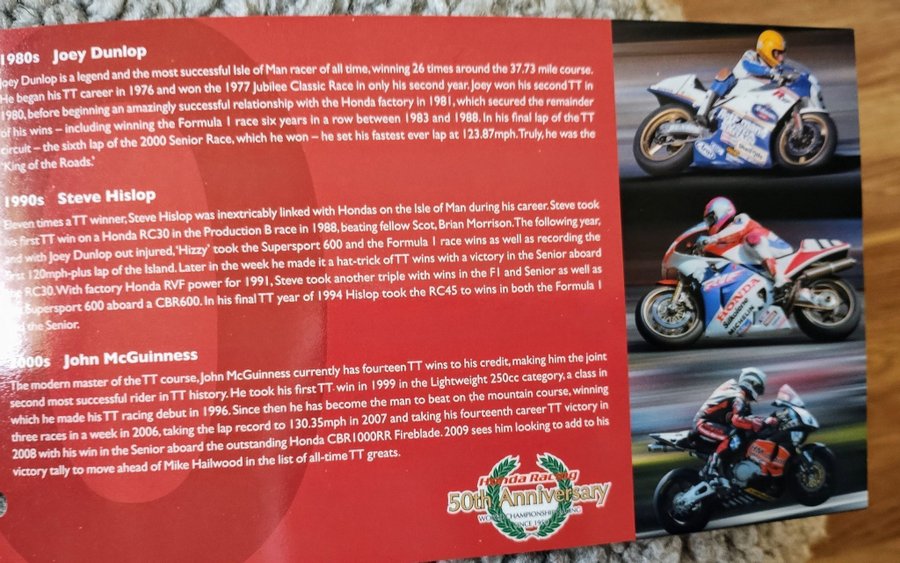 1980s Joey Dunlop
Joey Dunlop is a legend and the most successful Isle of Man racer of all time, winning 26 times around the 37.73 mile course.
He began his TT career in 1976 and won the 1977 Jubilee Classic Race in only his second year. Joey won his second TT in
1980, before beginning an amazingly successful relationship with the Honda factory in 1981, which secured the remainder
of his wins – including winning the Formula 1 race six years in a row between 1983 and 1988. In his final lap of the TT
circuit – the sixth lap of the 2000 Senior Race, which he won – he set his fastest ever lap at 123.87mph. Truly, he was the
'King of the Roads.'
1990s Steve Hislop
Eleven times a TT winner, Steve Hislop was inextricably linked with Hondas on the Isle of Man during his career. Steve took
his first TT win on a Honda RC30 in the Production B race in 1988, beating fellow Scot, Brian Morrison. The following year,
and with Joey Dunlop out injured, 'Hizzy' took the Supersport 600 and the Formula 1 race wins as well as recording the
first 120mph-plus lap of the Island. Later in the week he made it a hat-trick of TT wins with a victory in the Senior aboard
the RC30. With factory Honda RVF power for 1991, Steve took another triple with wins in the F1 and Senior as well as
Supersport 600 aboard a CBR600. In his final TT year of 1994 Hislop took the RC45 to wins in both the Formula 1
and the Senior.
2000s John McGuinness
The modern master of the TT course, John McGuinness currently has fourteen TT wins to his credit, making him the joint
second most successful rider in TT history. He took his first TT win in 1999 in the Lightweight 250cc category, a class in
which he made his TT racing debut in 1996. Since then he has become the man to beat on the mountain course, winning
three races in a week in 2006, taking the lap record to 130.35mph in 2007 and taking his fourteenth career TT victory in
2008 with his win in the Senior aboard the outstanding Honda CBR1000RR Fireblade. 2009 sees him looking to add to his
victory tally to move ahead of Mike Hailwood in the list of all-time TT greats.
Honda Racing
50th Anniversary
WORLD CHAMPIONSHIP RACING
SINCE 1959
HONDA
MICHELIN